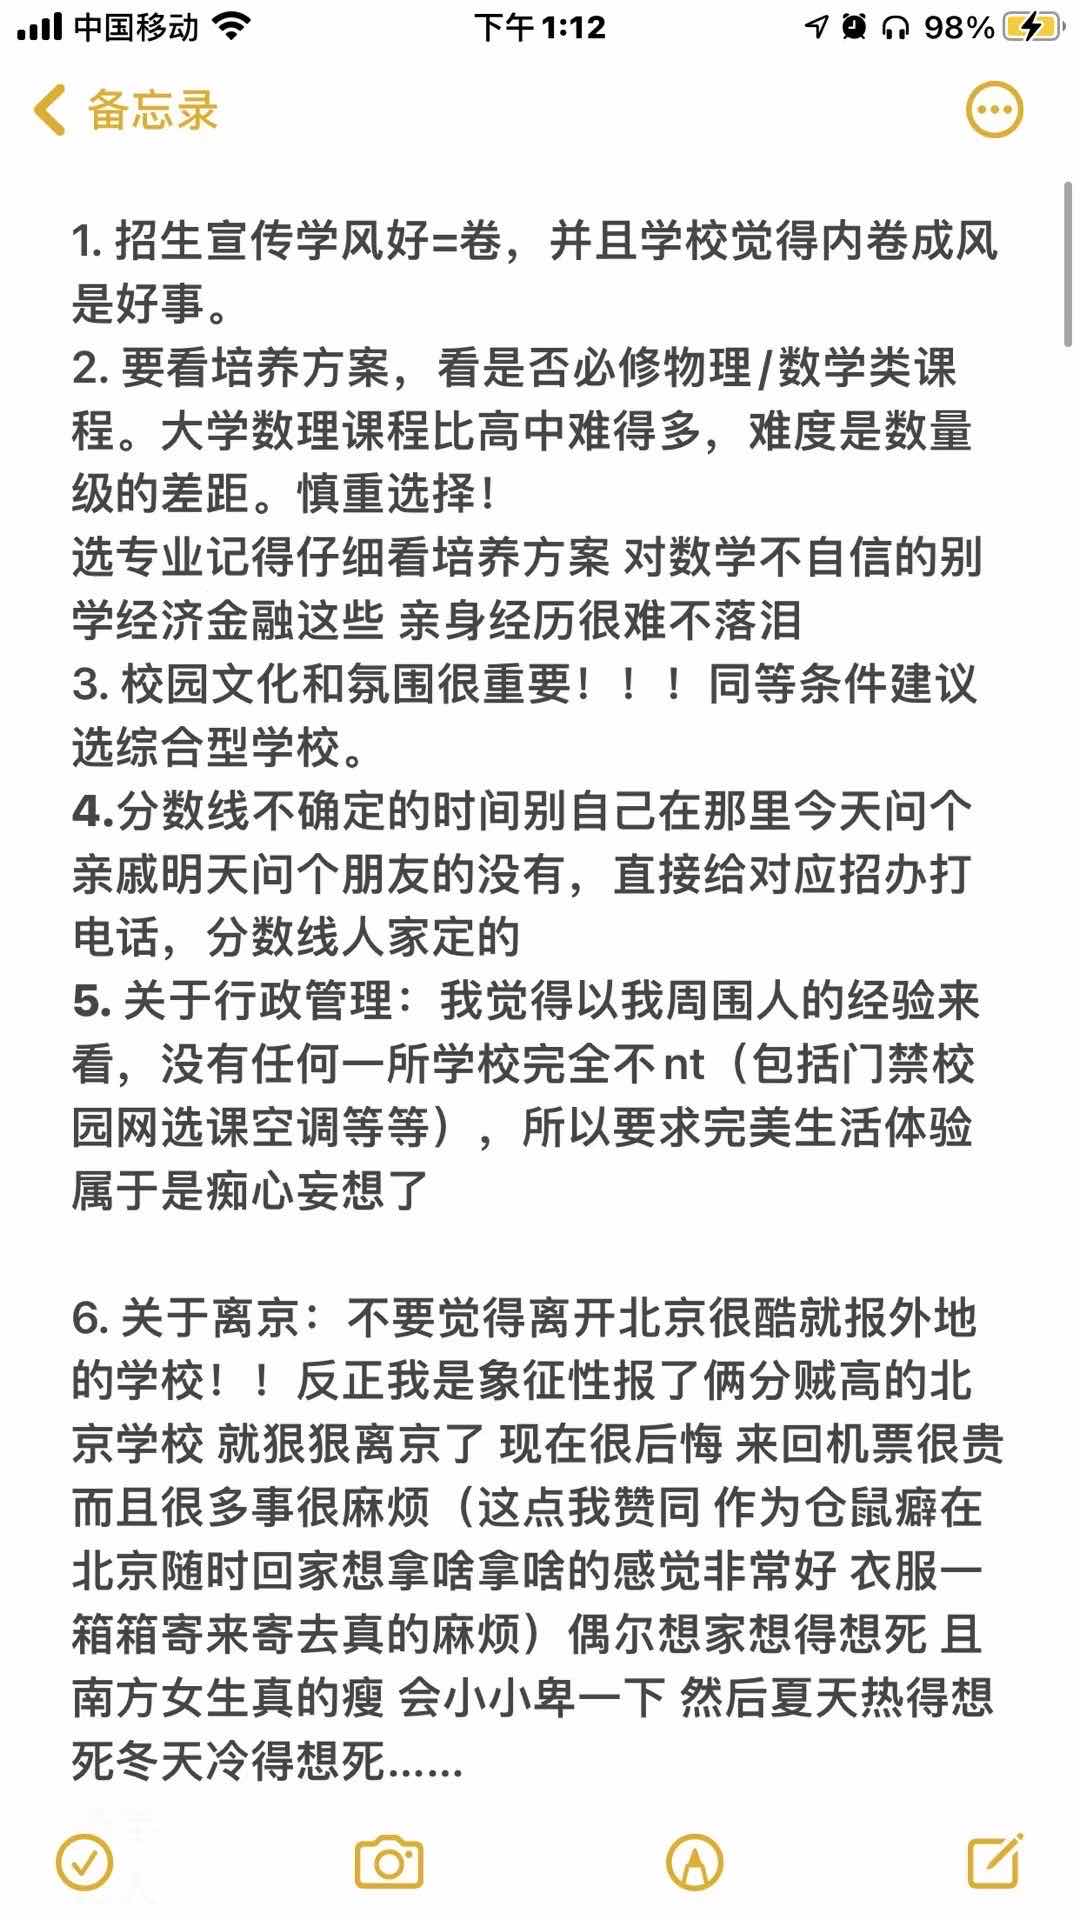 中国移动 下午1:12 98%
备忘录
1. 招生宣传学风好=卷，并且学校觉得内卷成风
是好事。
2. 要看培养方案，看是否必修物理/数学类课
程。大学数理课程比高中难得多，难度是数量
级的差距。慎重选择！
选专业记得仔细看培养方案 对数学不自信的别
学经济金融这些 亲身经历很难不落泪
3. 校园文化和氛围很重要！！！同等条件建议
选综合型学校。
4.分数线不确定的时间别自己在那里今天问个
亲戚明天问个朋友的没有，直接给对应招办打
电话，分数线人家定的
5. 关于行政管理：我觉得以我周围人的经验来
看，没有任何一所学校完全不nt（包括门禁校
园网选课空调等等），所以要求完美生活体验
属于是痴心妄想了
6. 关于离京：不要觉得离开北京很酷就报外地
的学校！！反正我是象征性报了俩分贼高的北
京学校 就狠狠离京了 现在很后悔 来回机票很贵
而且很多事很麻烦（这点我赞同 作为仓鼠癖在
北京随时回家想拿啥拿啥的感觉非常好 衣服一
箱箱寄来寄去真的麻烦）偶尔想家想得想死 且
南方女生真的瘦 会小小卑一下 然后夏天热得想
死冬天冷得想死……